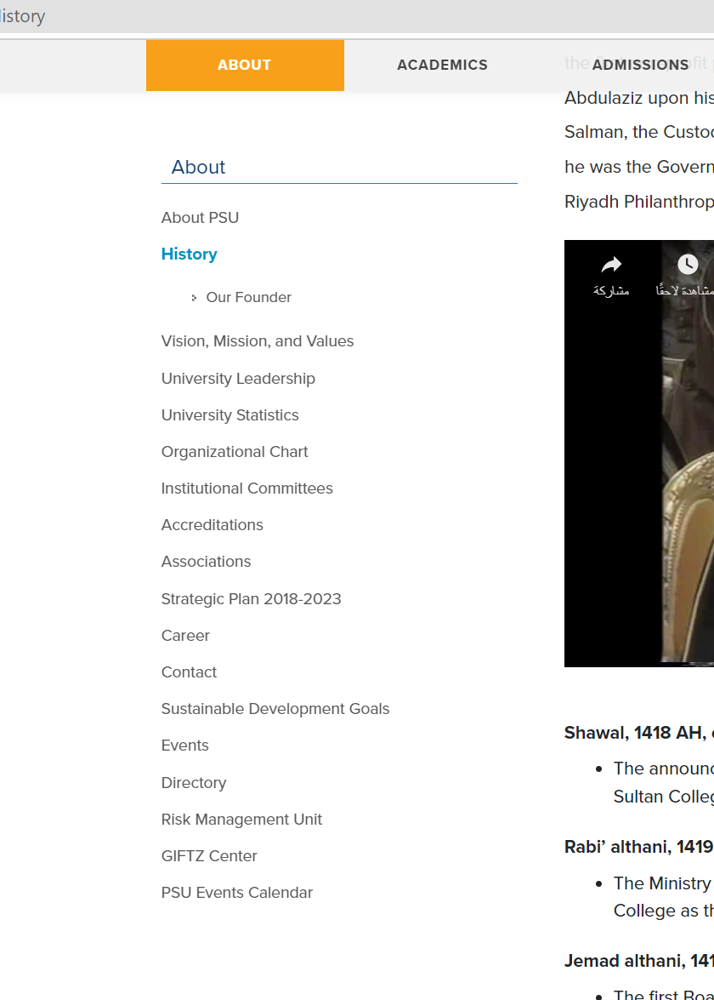 istory
ABOUT
ACADEMICS
ADMISSIONS
About
About PSU
History
Our Founder
Vision, Mission, and Values
University Leadership
University Statistics
Organizational Chart
Institutional Committees
Accreditations
Associations
Strategic Plan 2018-2023
Career
Contact
Sustainable Development Goals
Events
Directory
Risk Management Unit
GIFTZ Center
PSU Events Calendar
the
Abdulaziz upon his
Salman, the Custod
he was the Govern
Riyadh Philanthrop
مشاركة
مشاهدة لاحقًا
Shawal, 1418 AH,
The announc
Sultan Colleg
Rabi’ althani, 1419
The Ministry
College as th
Jemad althani, 141
The first Boa